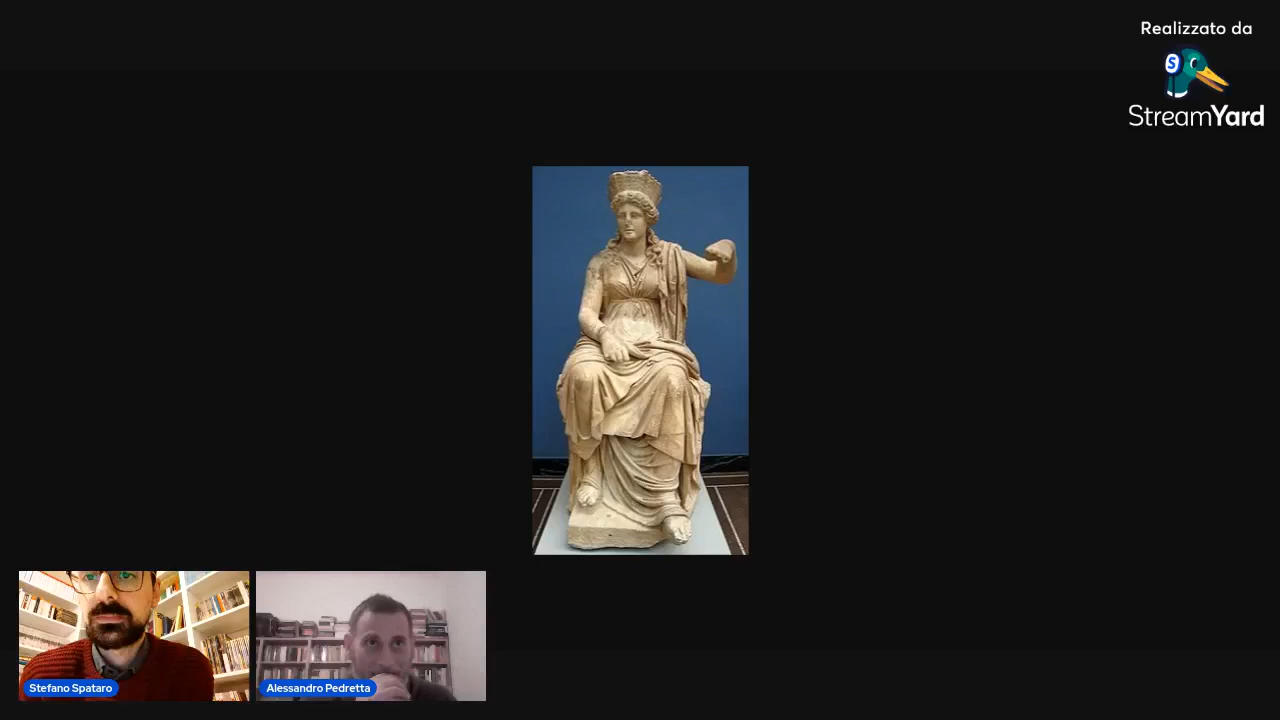 Realizzato da
S
StreamYard
Stefano Spataro
Alessandro Pedretta